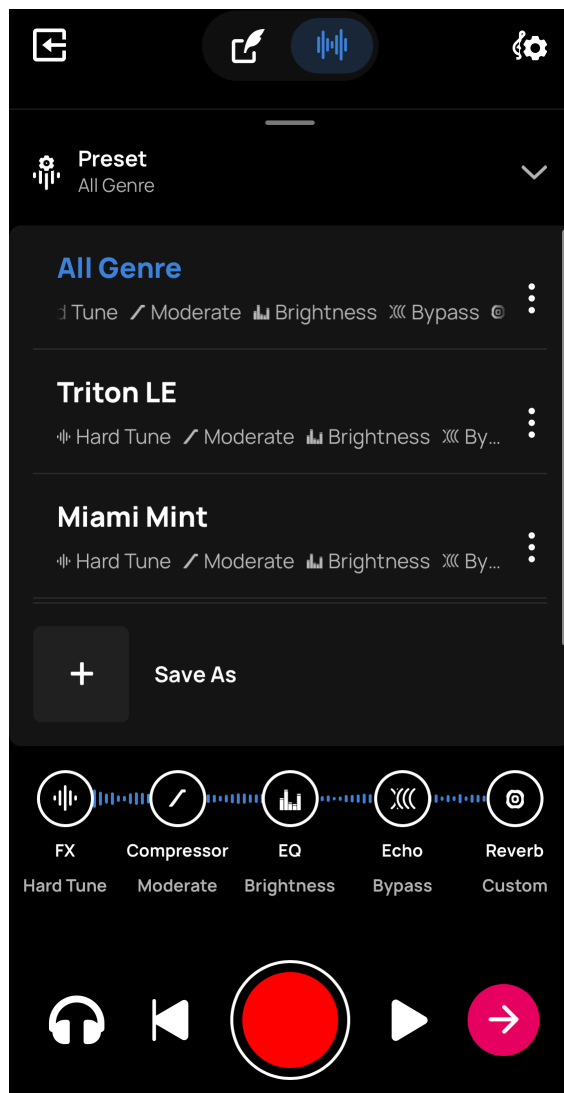 Preset
All Genre
All Genre
Tune Moderate Brightness Bypass
Triton LE
Hard Tune Moderate Brightness By...
Miami Mint
Hard Tune Moderate Brightness By...
Save As
FX Compressor EQ Echo Reverb
Hard Tune Moderate Brightness Bypass Custom